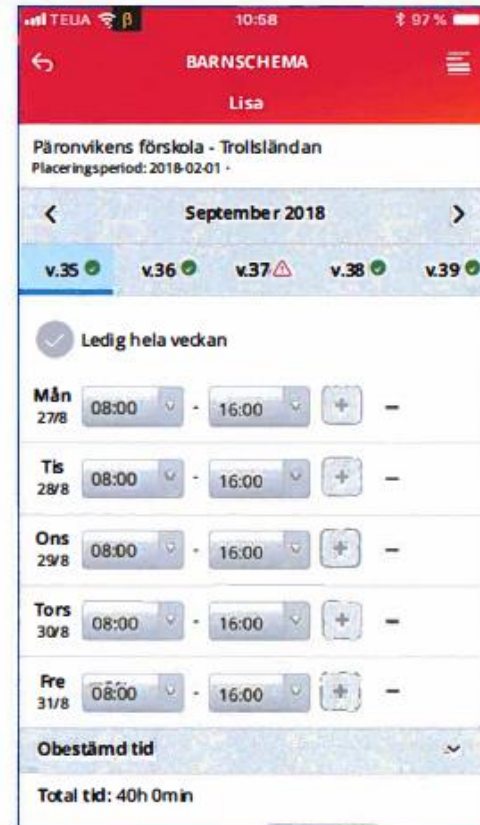 TELIA β 10:58 97 %
BARNSCHEMA
Lisa
Päronvikens förskola - Trollsländan
Placeringsperiod: 2018-02-01 -
< September 2018 >
v.35 v.36 v.37 v.38 v.39
Ledig hela veckan
Mån
27/8 08:00 - 16:00 + -
Tis
28/8 08:00 - 16:00 + -
Ons
29/8 08:00 - 16:00 + -
Tors
30/8 08:00 - 16:00 + -
Fre
31/8 08:00 - 16:00 + -
Obestämd tid
Total tid: 40h 0min